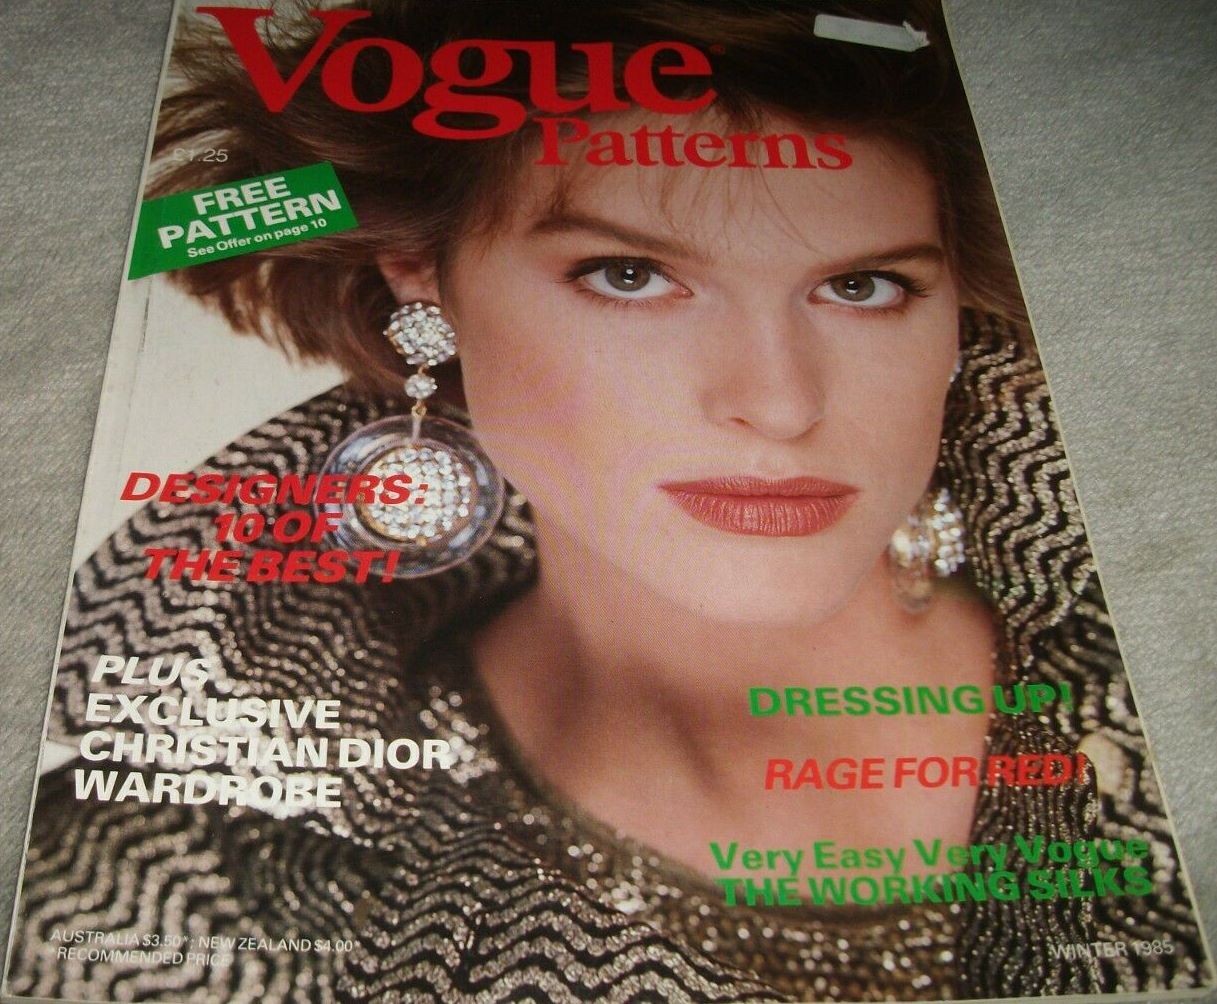 Vogue
Patterns
£1.25
FREE
PATTERN
See Offer on page 10
DESIGNERS:
10 OF
THE BEST!
PLUS
EXCLUSIVE
CHRISTIAN DIOR
WARDROBE
DRESSING UP!
RAGE FOR RED!
Very Easy Very Vogue
THE WORKING SILKS
AUSTRALIA $3.50*; NEW ZEALAND $4.00*
*RECOMMENDED PRICE
WINTER 1985